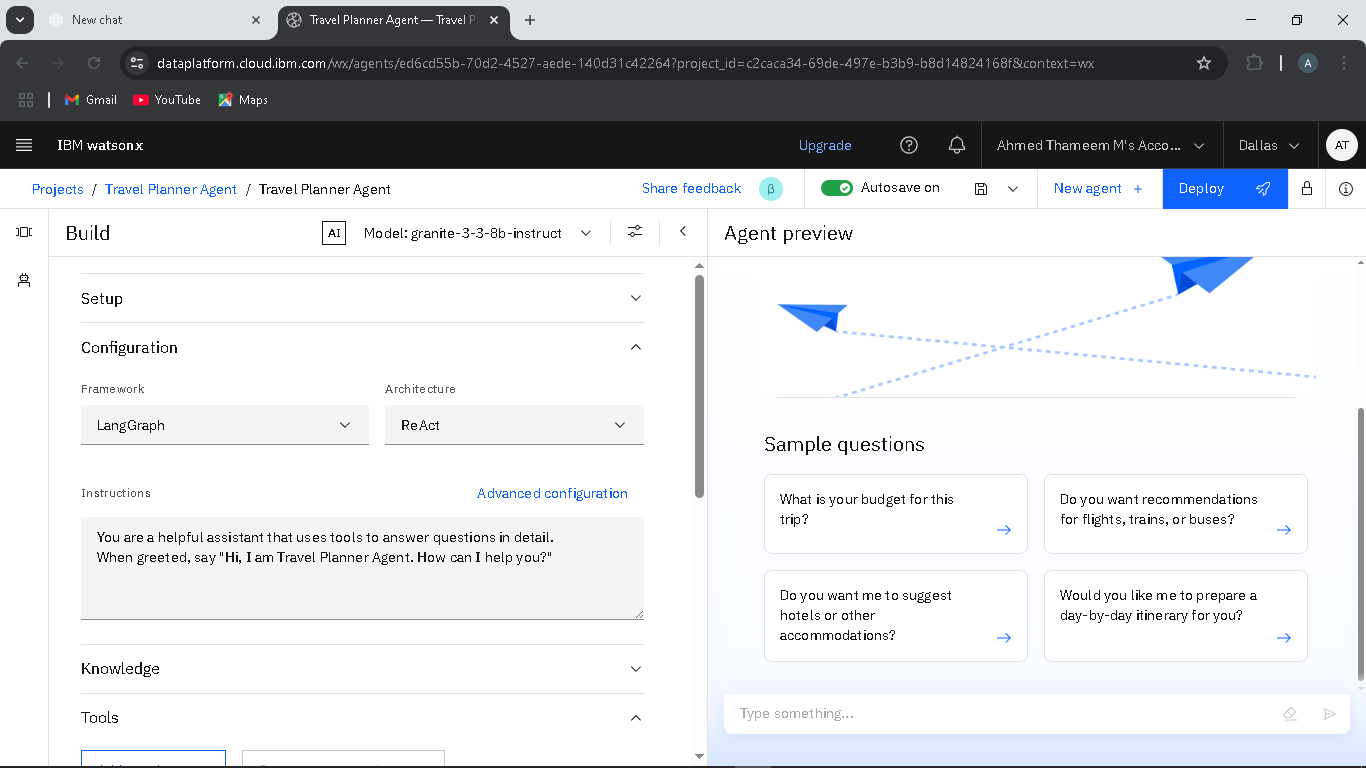 New chat
Travel Planner Agent — Travel P
dataplatform.cloud.ibm.com/wx/agents/ed6cd55b-70d2-4527-aede-140d31c42264?project_id=c2caca34-69de-497e-b3b9-b8d14824168f&context=wx
A
Gmail
YouTube
Maps
IBM watsonx
Upgrade
Ahmed Thameem M's Acco...
Dallas
AT
Projects / Travel Planner Agent / Travel Planner Agent
Share feedback
β
Autosave on
New agent +
Deploy
Build
AI
Model: granite-3-3-8b-instruct
Agent preview
Setup
Configuration
Framework
Architecture
LangGraph
ReAct
Instructions
Advanced configuration
You are a helpful assistant that uses tools to answer questions in detail.
When greeted, say "Hi, I am Travel Planner Agent. How can I help you?"
Knowledge
Tools
Sample questions
What is your budget for this
trip?
Do you want recommendations
for flights, trains, or buses?
Do you want me to suggest
hotels or other
accommodations?
Would you like me to prepare a
day-by-day itinerary for you?
Type something...